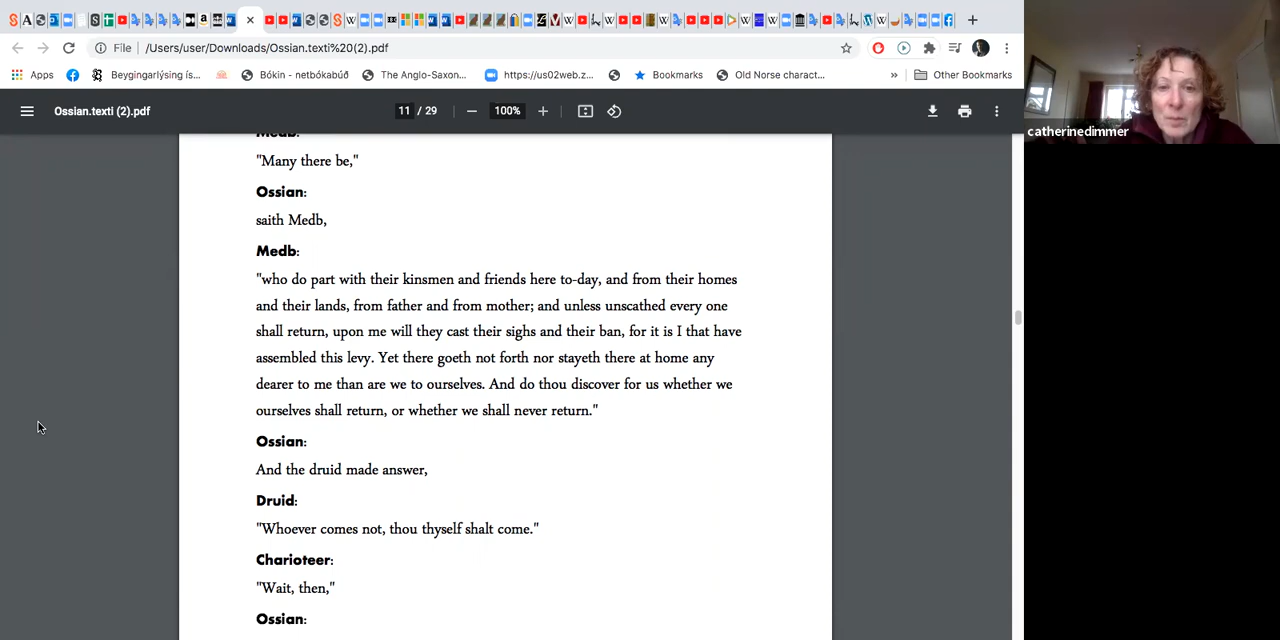 File /Users/user/Downloads/Ossian.texti%20(2).pdf
Apps Beygingarlýsing ís... Bókin - netbókabúð The Anglo-Saxon... https://us02web.z... Bookmarks Old Norse charact... » Other Bookmarks
Ossian.texti (2).pdf 11 / 29 — 100% +
catherinedimmer
Medb:
"Many there be,"
Ossian:
saith Medb,
Medb:
"who do part with their kinsmen and friends here to-day, and from their homes
and their lands, from father and from mother; and unless unscathed every one
shall return, upon me will they cast their sighs and their ban, for it is I that have
assembled this levy. Yet there goeth not forth nor stayeth there at home any
dearer to me than are we to ourselves. And do thou discover for us whether we
ourselves shall return, or whether we shall never return."
Ossian:
And the druid made answer,
Druid:
"Whoever comes not, thou thyself shalt come."
Charioteer:
"Wait, then,"
Ossian: